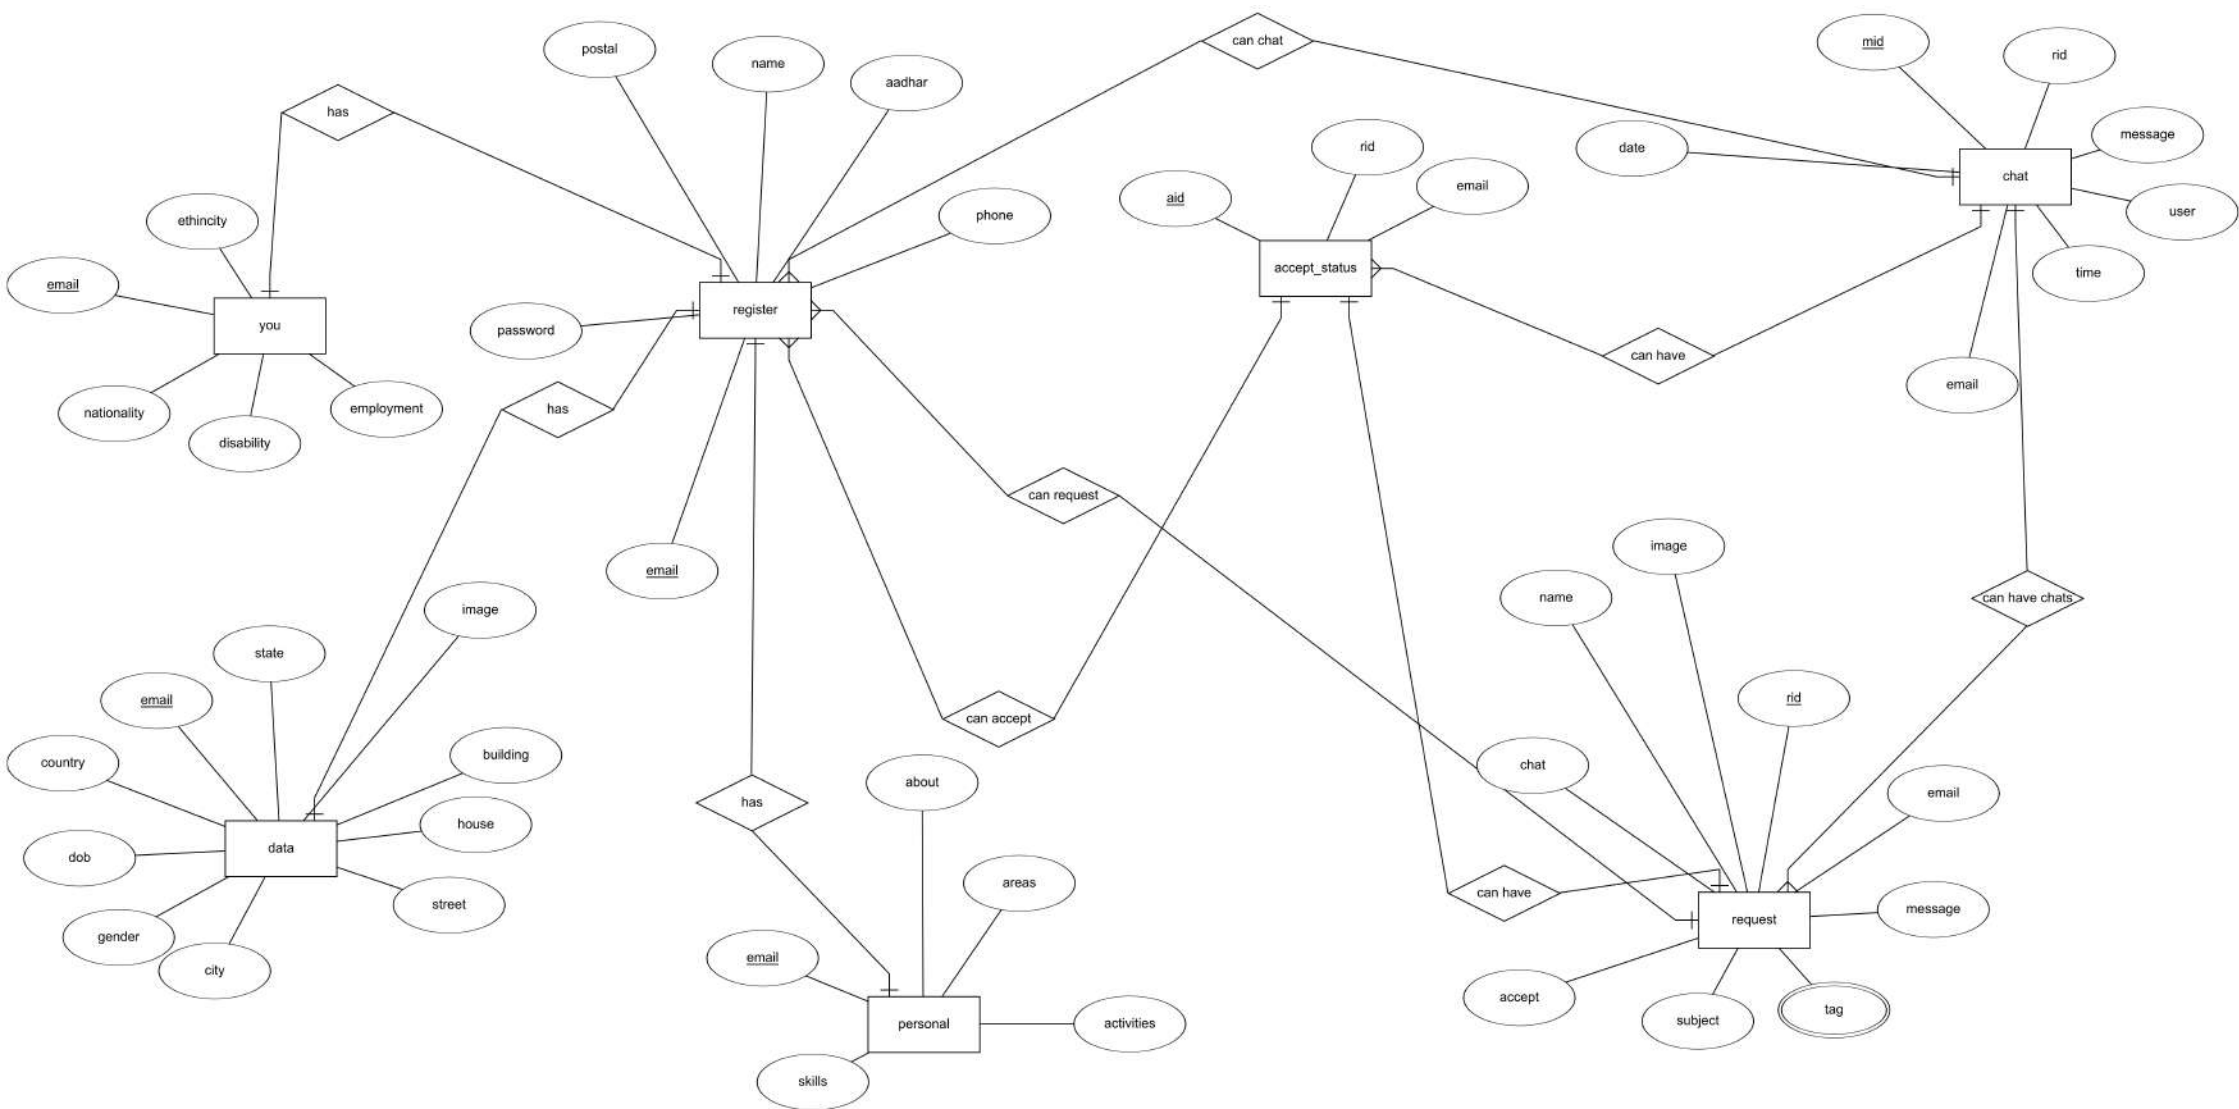 postal
name
aadhar
can chat
mid
rid
has
message
date
rid
chat
email
aid
user
ethincity
phone
accept_status
time
email
register
you
password
can have
email
nationality
employment
disability
has
can request
image
email
name
can have chats
image
state
email
rid
can accept
building
country
chat
about
email
has
house
data
dob
areas
can have
street
message
request
gender
email
city
accept
tag
subject
personal
activities
skills